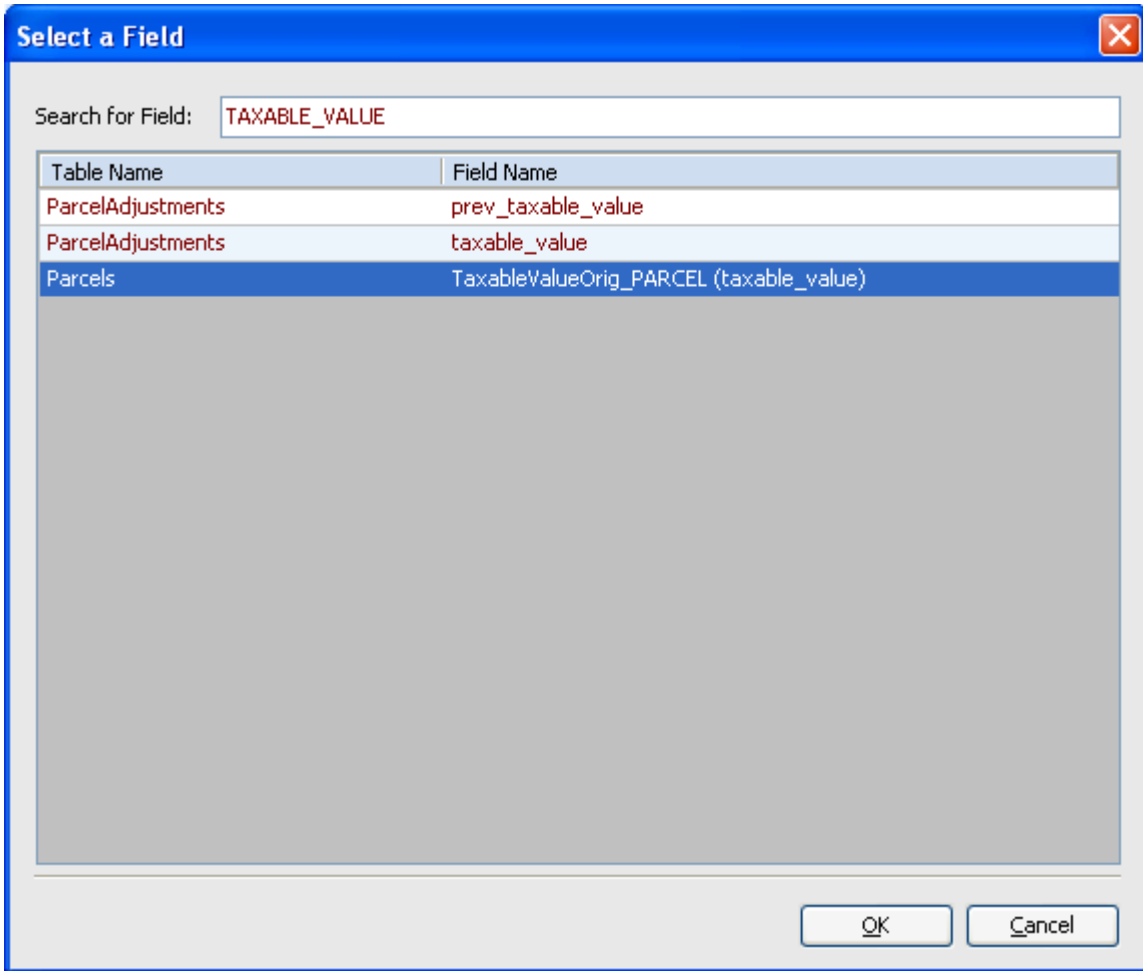 Select a Field
Search for Field: TAXABLE_VALUE
Table Name Field Name
ParcelAdjustments prev_taxable_value
ParcelAdjustments taxable_value
Parcels TaxableValueOrig_PARCEL (taxable_value)
OK Cancel